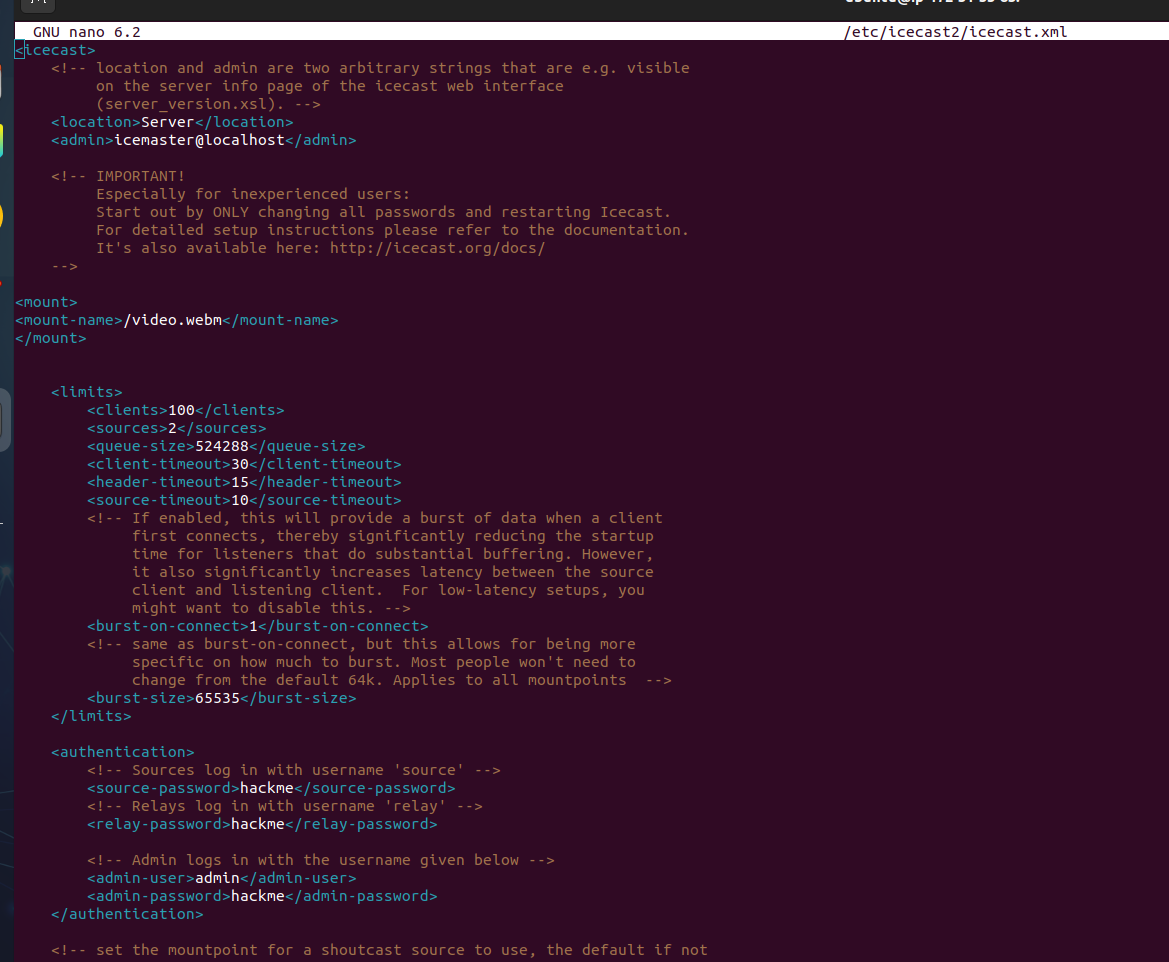 GNU nano 6.2 /etc/icecast2/icecast.xml
<icecast>
    <!-- location and admin are two arbitrary strings that are e.g. visible
         on the server info page of the icecast web interface
         (server_version.xsl). -->
    <location>Server</location>
    <admin>icemaster@localhost</admin>

    <!-- IMPORTANT!
         Especially for inexperienced users:
         Start out by ONLY changing all passwords and restarting Icecast.
         For detailed setup instructions please refer to the documentation.
         It's also available here: http://icecast.org/docs/
    -->

<mount>
<mount-name>/video.webm</mount-name>
</mount>

    <limits>
        <clients>100</clients>
        <sources>2</sources>
        <queue-size>524288</queue-size>
        <client-timeout>30</client-timeout>
        <header-timeout>15</header-timeout>
        <source-timeout>10</source-timeout>
        <!-- If enabled, this will provide a burst of data when a client
             first connects, thereby significantly reducing the startup
             time for listeners that do substantial buffering. However,
             it also significantly increases latency between the source
             client and listening client.  For low-latency setups, you
             might want to disable this. -->
        <burst-on-connect>1</burst-on-connect>
        <!-- same as burst-on-connect, but this allows for being more
             specific on how much to burst. Most people won't need to
             change from the default 64k. Applies to all mountpoints  -->
        <burst-size>65535</burst-size>
    </limits>

    <authentication>
        <!-- Sources log in with username 'source' -->
        <source-password>hackme</source-password>
        <!-- Relays log in with username 'relay' -->
        <relay-password>hackme</relay-password>

        <!-- Admin logs in with the username given below -->
        <admin-user>admin</admin-user>
        <admin-password>hackme</admin-password>
    </authentication>

    <!-- set the mountpoint for a shoutcast source to use, the default if not